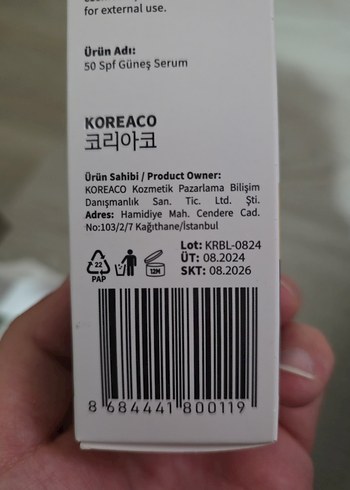 for external use.
Ürün Adı:
50 Spf Güneş Serum
KOREACO
코리아코
Ürün Sahibi / Product Owner:
KOREACO Kozmetik Pazarlama Bilişim
Danışmanlık San. Tic. Ltd. Şti.
Adres: Hamidiye Mah. Cendere Cad.
No:103/2/7 Kağıthane/İstanbul
Lot: KRBL-0824
ÜT: 08.2024
SKT: 08.2026
22
PAP
12M
8 684441 800119